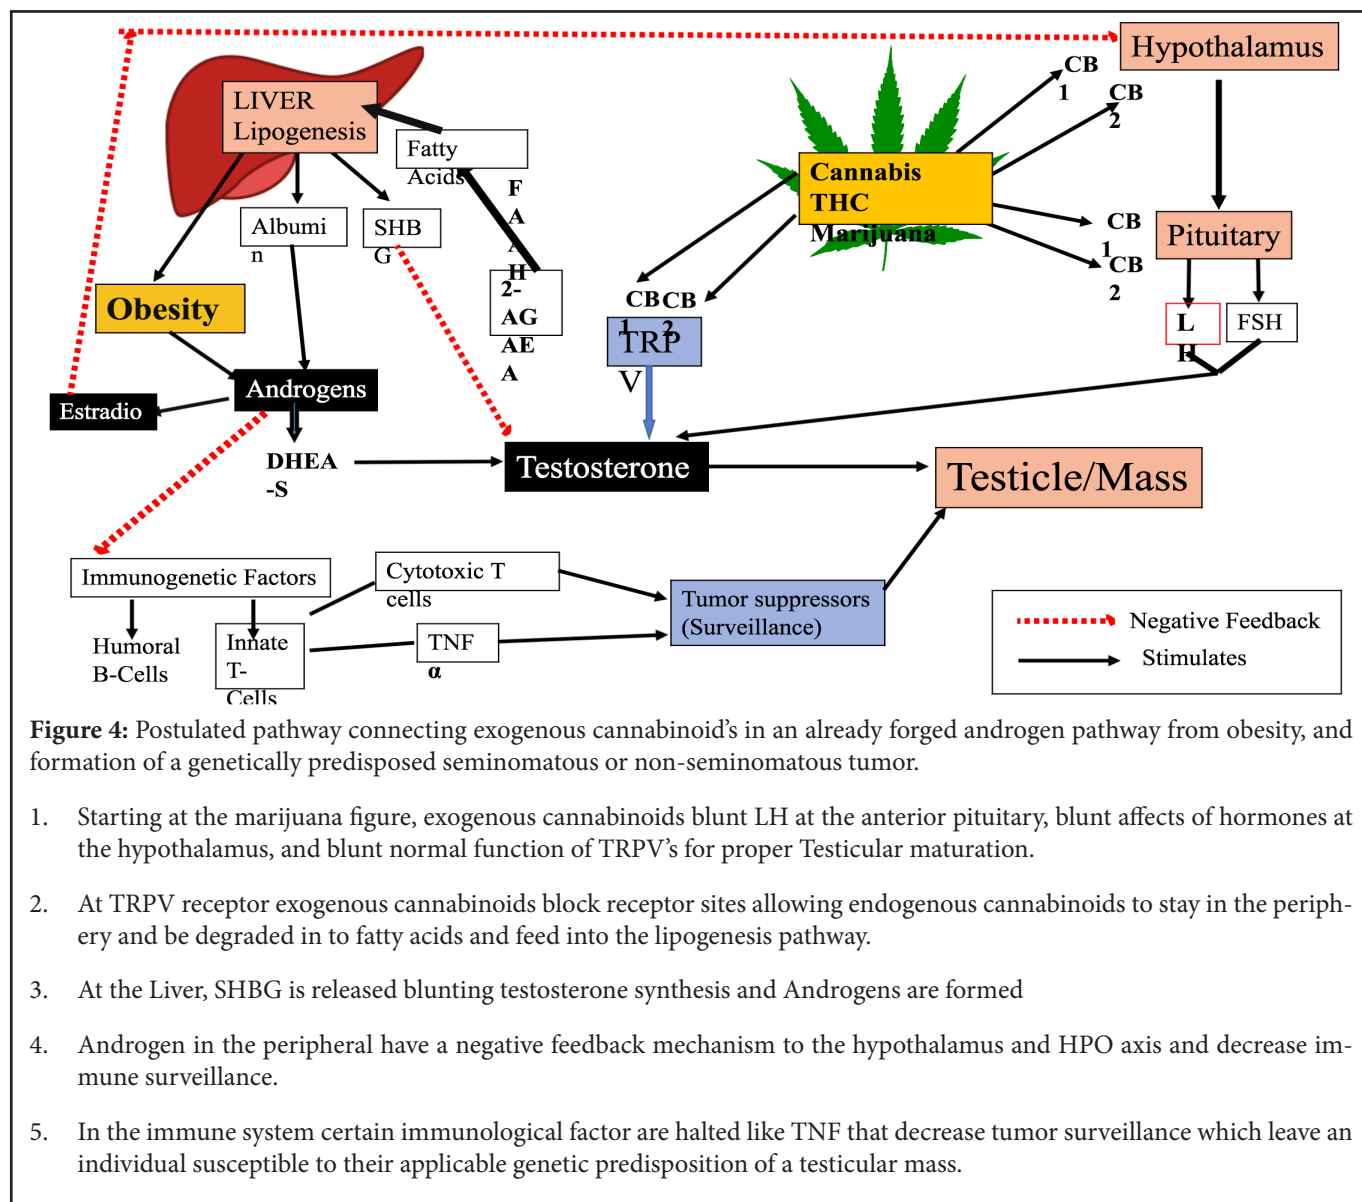 Hypothalamus
CB
1
CB
2
LIVER
Lipogenesis
Fatty
Acids
F
A
A
H
Cannabis
THC
Marijuana
Albumi
n
SHB
G
CB
1
CB
2
Pituitary
2-
AG
AE
A
Obesity
CB
1
CB
2
TRP
V
L
H
FSH
Androgens
Estradio
DHEA
-S
Testosterone
Testicle/Mass
Immunogenetic Factors
Cytotoxic T
cells
Humoral
B-Cells
Innate
T-
Cells
TNF
α
Tumor suppressors
(Surveillance)
Negative Feedback
Stimulates
Figure 4: Postulated pathway connecting exogenous cannabinoid's in an already forged androgen pathway from obesity, and
formation of a genetically predisposed seminomatous or non-seminomatous tumor.
1. Starting at the marijuana figure, exogenous cannabinoids blunt LH at the anterior pituitary, blunt affects of hormones at
the hypothalamus, and blunt normal function of TRPV's for proper Testicular maturation.
2. At TRPV receptor exogenous cannabinoids block receptor sites allowing endogenous cannabinoids to stay in the periph-
ery and be degraded in to fatty acids and feed into the lipogenesis pathway.
3. At the Liver, SHBG is released blunting testosterone synthesis and Androgens are formed
4. Androgen in the peripheral have a negative feedback mechanism to the hypothalamus and HPO axis and decrease im-
mune surveillance.
5. In the immune system certain immunological factor are halted like TNF that decrease tumor surveillance which leave an
individual susceptible to their applicable genetic predisposition of a testicular mass.